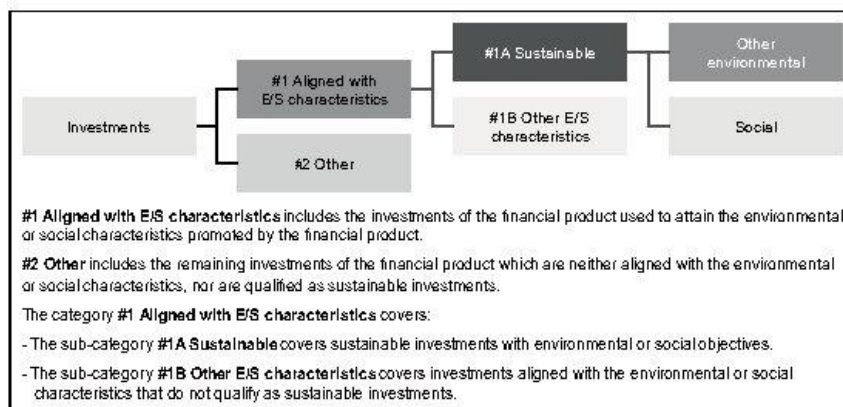 #1A Sustainable
Other
environmental
#1 Aligned with
E/S characteristics
Investments
#1B Other E/S
characteristics
Social
#2 Other
#1 Aligned with E/S characteristics includes the investments of the financial product used to attain the environmental
or social characteristics promoted by the financial product.
#2 Other includes the remaining investments of the financial product which are neither aligned with the environmental
or social characteristics, nor are qualified as sustainable investments.
The category #1 Aligned with E/S characteristics covers:
- The sub-category #1A Sustainable covers sustainable investments with environmental or social objectives.
- The sub-category #1B Other E/S characteristics covers investments aligned with the environmental or social
characteristics that do not qualify as sustainable investments.